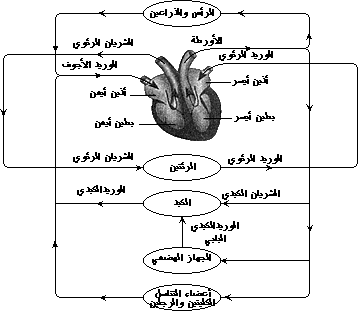 الرأس والذراعين
الأورطة
الشريان الرئوي
الوريد الرئوي
الوريد الأجوف
أذين أيسر
أذين أيمن
بطين أيسر
بطين أيمن
الشريان الرئوي
الرئتين
الوريد الرئوي
الوريد الكبدي
الكبد
الشريان الكبدي
الوريد الكبدي
البابي
الجهاز الهضمي
أعضاء التناسل
الكليتين والرجلين